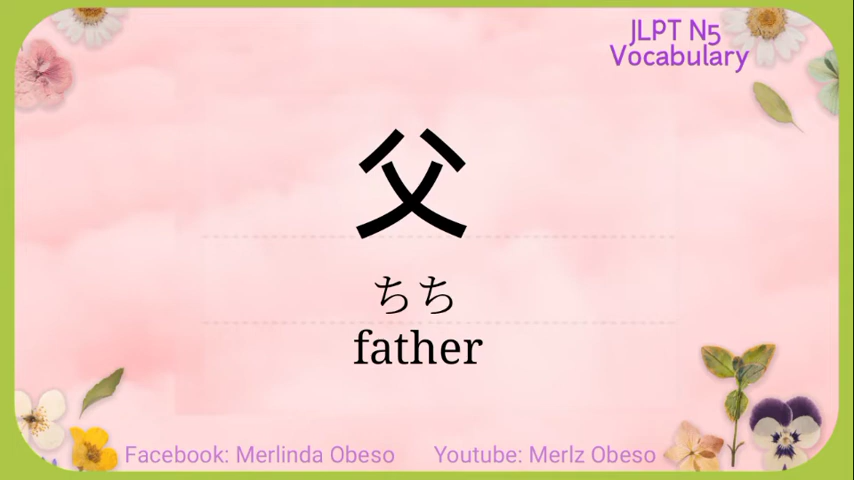 JLPT N5
Vocabulary
父
ちち
father
Facebook: Merlinda Obeso Youtube: Merlz Obeso